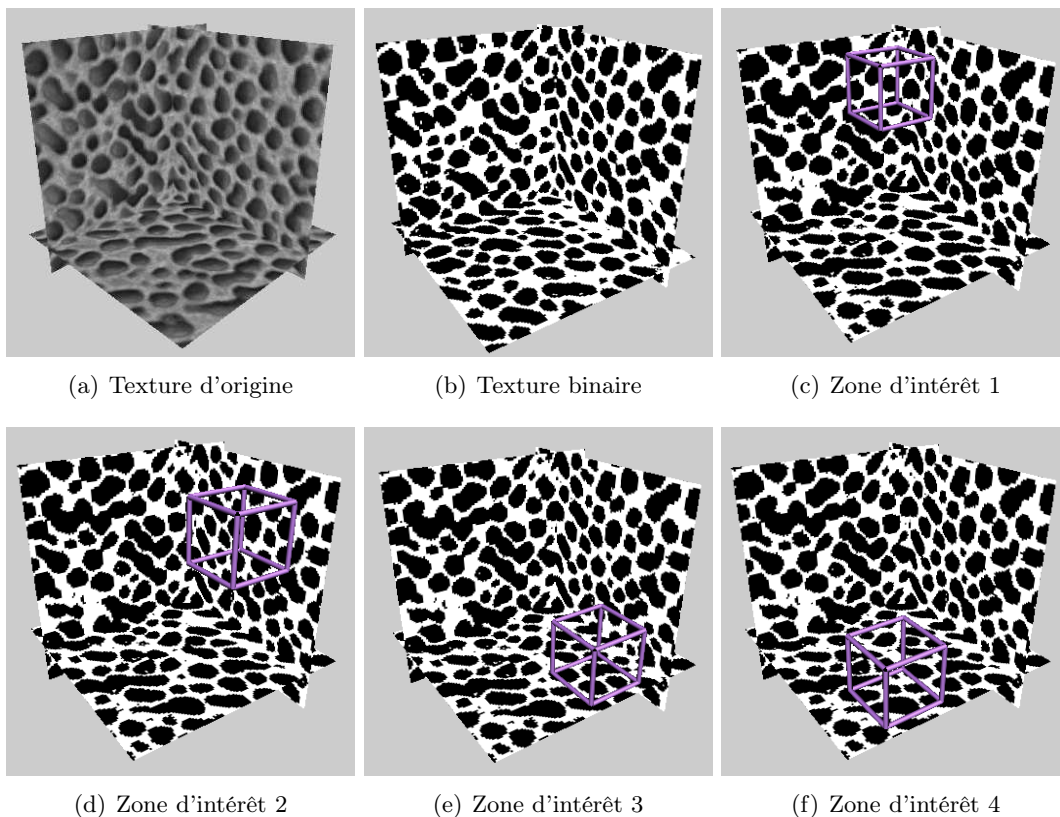 (a) Texture d'origine
(b) Texture binaire
(c) Zone d'intérêt 1
(d) Zone d'intérêt 2
(e) Zone d'intérêt 3
(f) Zone d'intérêt 4